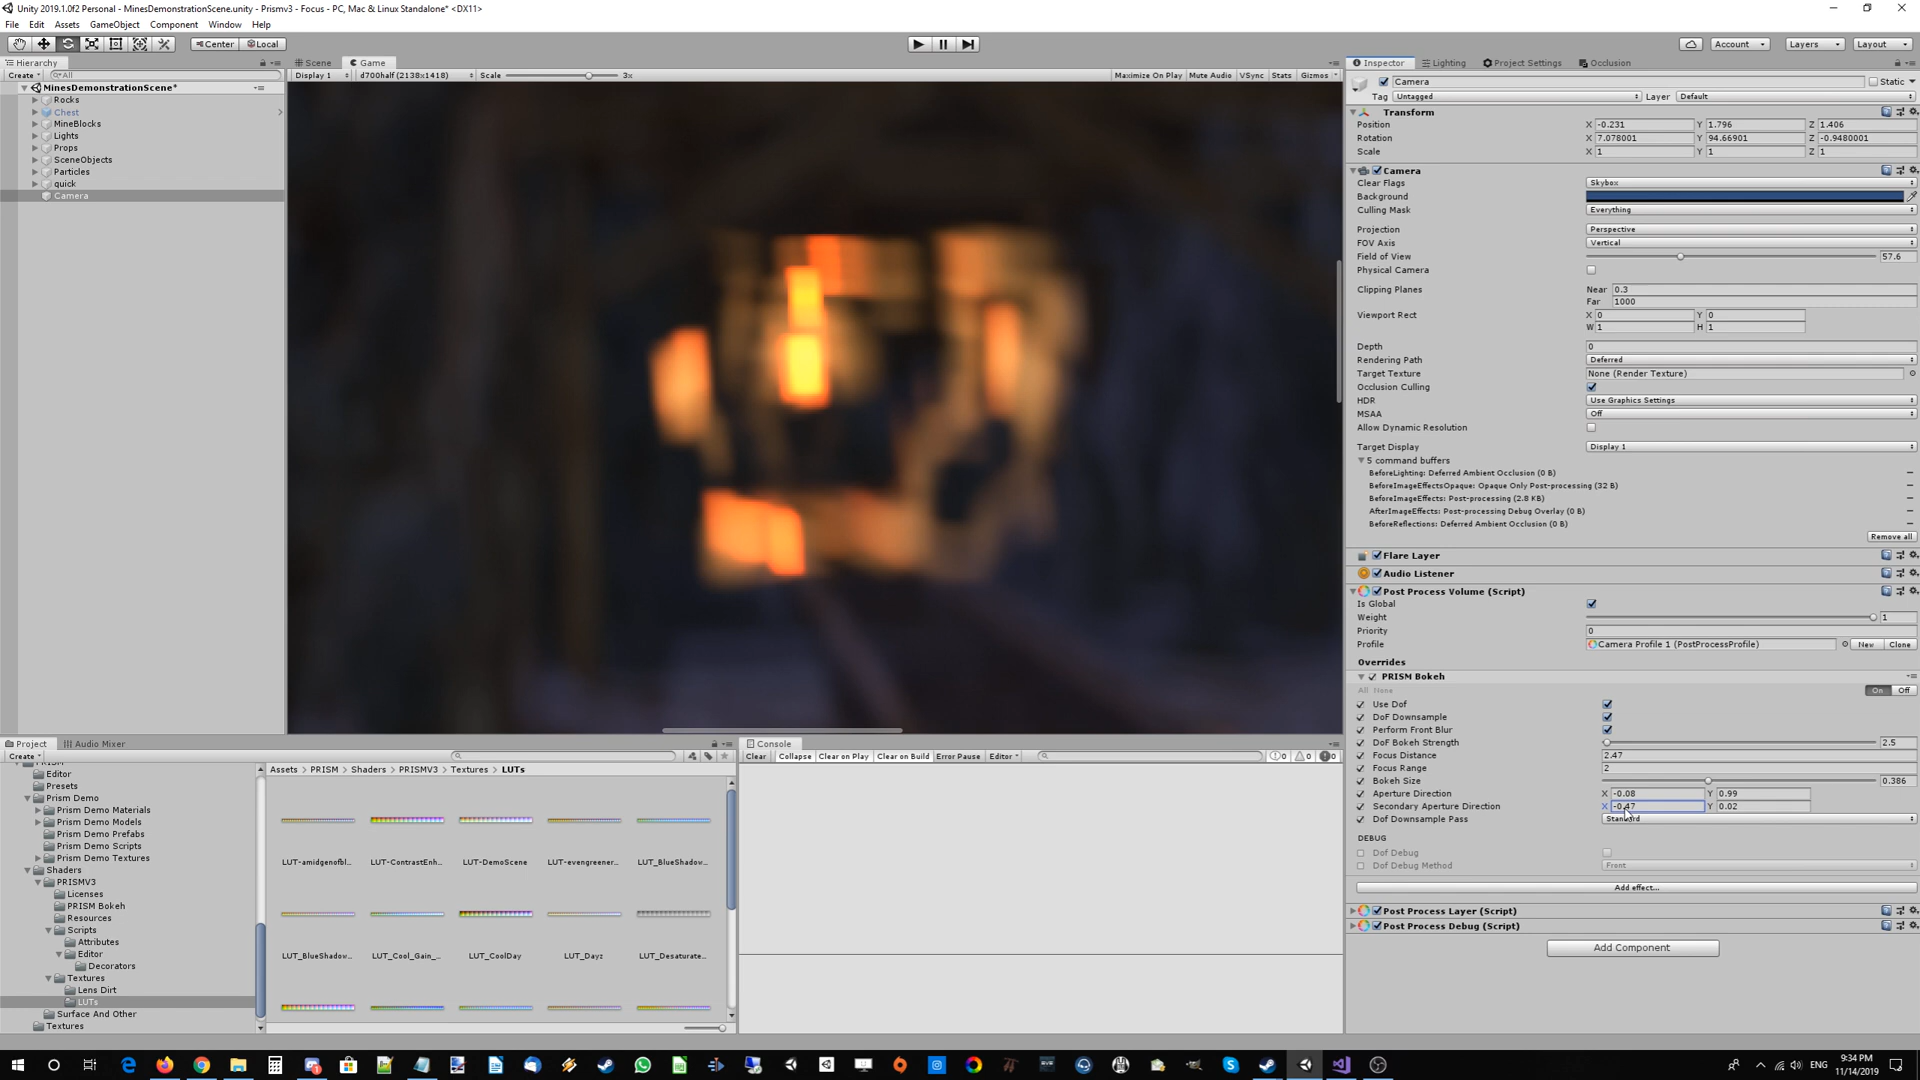 Unity 2019.1.0f2 Personal - MinesDemonstrationScene.unity - Prismv3 - Focus - PC, Mac & Linux Standalone* <DX11>
File Edit Assets GameObject Component Window Help
Center Local Account Layers Layout
Hierarchy
Create All
MinesDemonstrationScene*
Rocks
Chest
MineBlocks
Lights
Props
SceneObjects
Particles
quick
Camera
Scene Game
Display 1 d700half (2138x1418) Scale 3x Maximize On Play Mute Audio VSync Stats Gizmos
Inspector Lighting Project Settings Occlusion
Camera Static
Tag Untagged Layer Default
Transform
Position X -0.231 Y 1.796 Z 1.406
Rotation X 7.078001 Y 94.66901 Z -0.9480001
Scale X 1 Y 1 Z 1
Camera
Clear Flags Skybox
Background
Culling Mask Everything
Projection Perspective
FOV Axis Vertical
Field of View 57.6
Physical Camera
Clipping Planes Near 0.3
Far 1000
Viewport Rect X 0 Y 0
W 1 H 1
Depth 0
Rendering Path Deferred
Target Texture None (Render Texture)
Occlusion Culling
HDR Use Graphics Settings
MSAA Off
Allow Dynamic Resolution
Target Display Display 1
5 command buffers
BeforeLighting: Deferred Ambient Occlusion (0 B)
BeforeImageEffectsOpaque: Opaque Only Post-processing (32 B)
BeforeImageEffects: Post-processing (2.8 KB)
AfterImageEffects: Post-processing Debug Overlay (0 B)
BeforeReflections: Deferred Ambient Occlusion (0 B)
Remove all
Flare Layer
Audio Listener
Post Process Volume (Script)
Is Global
Weight 1
Priority 0
Profile Camera Profile 1 (PostProcessProfile) New Clone
Overrides
PRISM Bokeh
All None On Off
Use Dof
DoF Downsample
Perform Front Blur
DoF Bokeh Strength 2.5
Focus Distance 2.47
Focus Range 2
Bokeh Size 0.386
Aperture Direction X -0.08 Y 0.99
Secondary Aperture Direction X -0.47 Y 0.02
Dof Downsample Pass Standard
DEBUG
Dof Debug
Dof Debug Method Front
Add effect...
Post Process Layer (Script)
Post Process Debug (Script)
Add Component
Project Audio Mixer
Create
Editor
Presets
Prism Demo
Prism Demo Materials
Prism Demo Models
Prism Demo Prefabs
Prism Demo Scripts
Prism Demo Textures
Shaders
PRISMV3
Licenses
PRISM Bokeh
Resources
Scripts
Attributes
Editor
Decorators
Textures
Lens Dirt
LUTs
Surface And Other
Textures
Assets > PRISM > Shaders > PRISMV3 > Textures > LUTs
LUT-amidgenofbl... LUT-ContrastEnh... LUT-DemoScene LUT-evengreener... LUT_BlueShadow...
LUT_BlueShadow... LUT_Cool_Gain_... LUT_CoolDay LUT_Dayz LUT_Desaturate...
Console
Clear Collapse Clear on Play Clear on Build Error Pause Editor 0 0 0
ENG
9:34 PM
11/14/2019